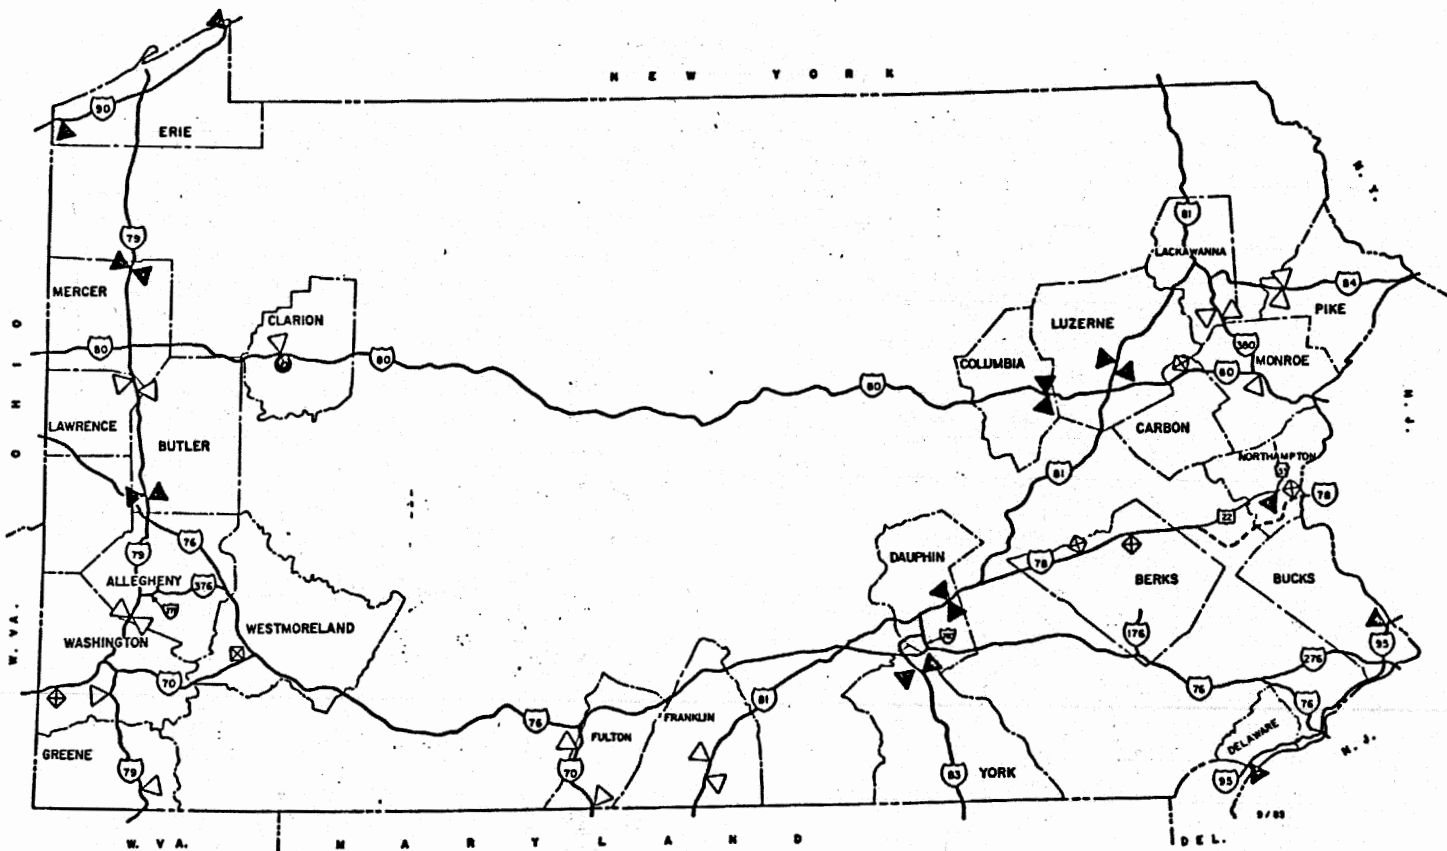 NEW YORK
90
ERIE
N. Y.
81
79
LACKAWANNA
MERCER
84
PIKE
CLARION
LUZERNE
OHIO
80
80
380
MONROE
COLUMBIA
80
80
N. J.
LAWRENCE
BUTLER
CARBON
NORTHAMPTON
81
33
78
22
76
79
DAUPHIN
78
ALLEGHENY
376
BERKS
BUCKS
W. VA.
WASHINGTON
WESTMORELAND
176
95
276
70
76
76
81
FRANKLIN
FULTON
DELAWARE
N. J.
GREENE
79
70
83
YORK
95
9/83
W. VA.
MARYLAND
DEL.